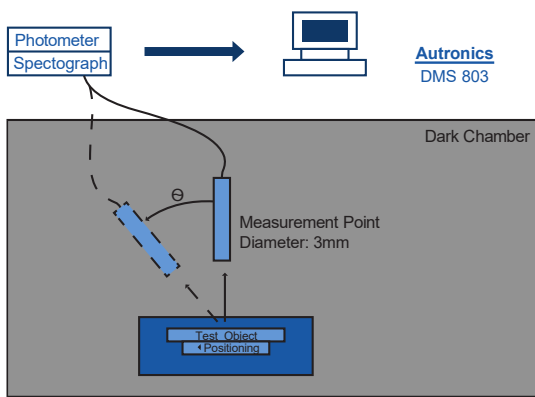 Photometer
Spectograph
Autronics
DMS 803
Dark Chamber
Ɵ
Measurement Point
Diameter: 3mm
Test Object
Positioning